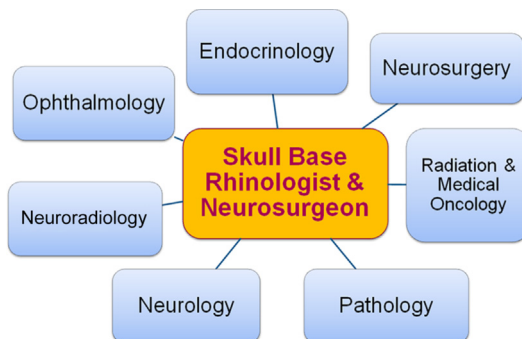 Endocrinology
Neurosurgery
Ophthalmology
Skull Base
Rhinologist &
Neurosurgeon
Radiation &
Medical
Oncology
Neuroradiology
Neurology
Pathology